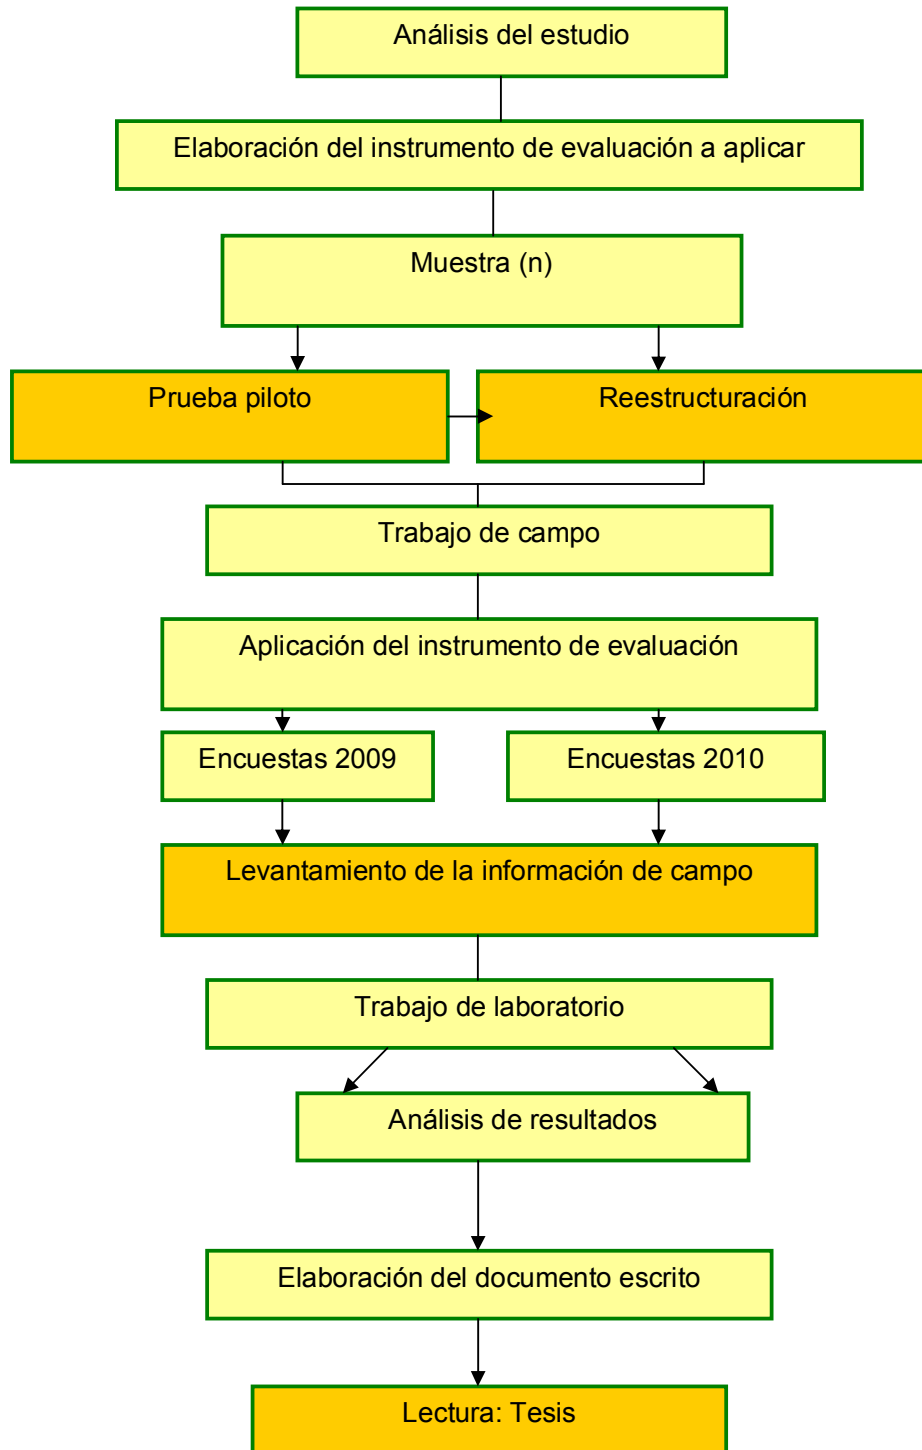 Análisis del estudio
Elaboración del instrumento de evaluación a aplicar
Muestra (n)
Prueba piloto
Reestructuración
Trabajo de campo
Aplicación del instrumento de evaluación
Encuestas 2009
Encuestas 2010
Levantamiento de la información de campo
Trabajo de laboratorio
Análisis de resultados
Elaboración del documento escrito
Lectura: Tesis